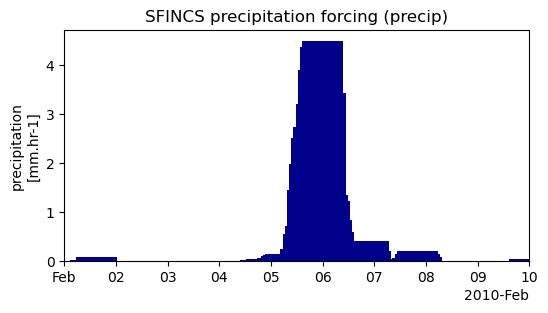 SFINCS precipitation forcing (precip)
precipitation
[mm.hr-1]
4
3
2
1
0
Feb 02 03 04 05 06 07 08 09 10
2010-Feb